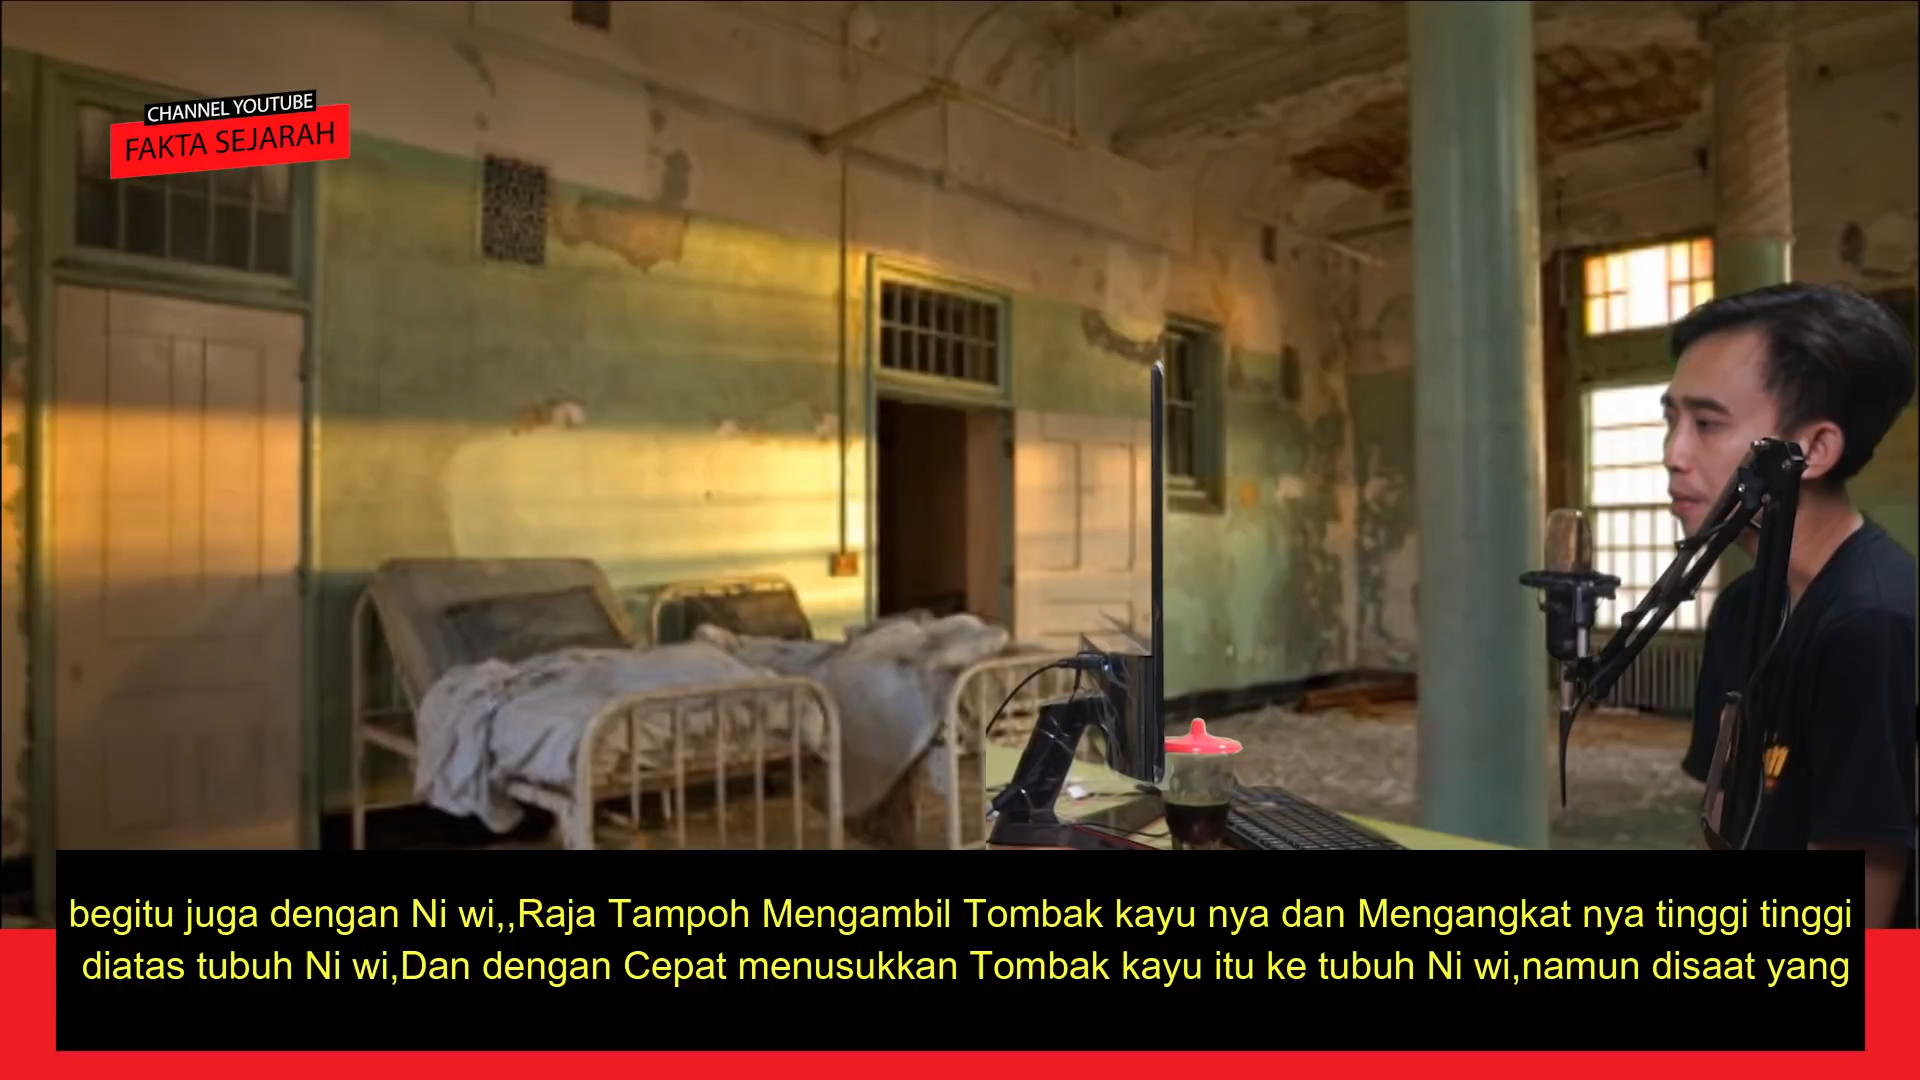 CHANNEL YOUTUBE
FAKTA SEJARAH
begitu juga dengan Ni wi,,Raja Tampoh Mengambil Tombak kayu nya dan Mengangkat nya tinggi tinggi
diatas tubuh Ni wi,Dan dengan Cepat menusukkan Tombak kayu itu ke tubuh Ni wi,namun disaat yang